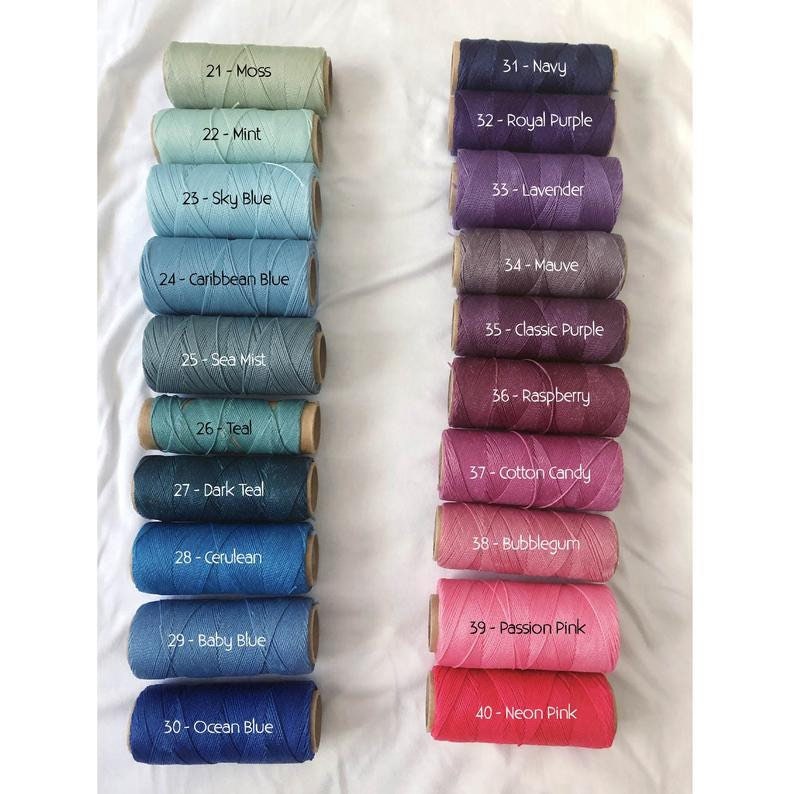 21 - Moss
22 - Mint
23 - Sky Blue
24 - Caribbean Blue
25 - Sea Mist
26 - Teal
27 - Dark Teal
28 - Cerulean
29 - Baby Blue
30 - Ocean Blue
31 - Navy
32 - Royal Purple
33 - Lavender
34 - Mauve
35 - Classic Purple
36 - Raspberry
37 - Cotton Candy
38 - Bubblegum
39 - Passion Pink
40 - Neon Pink